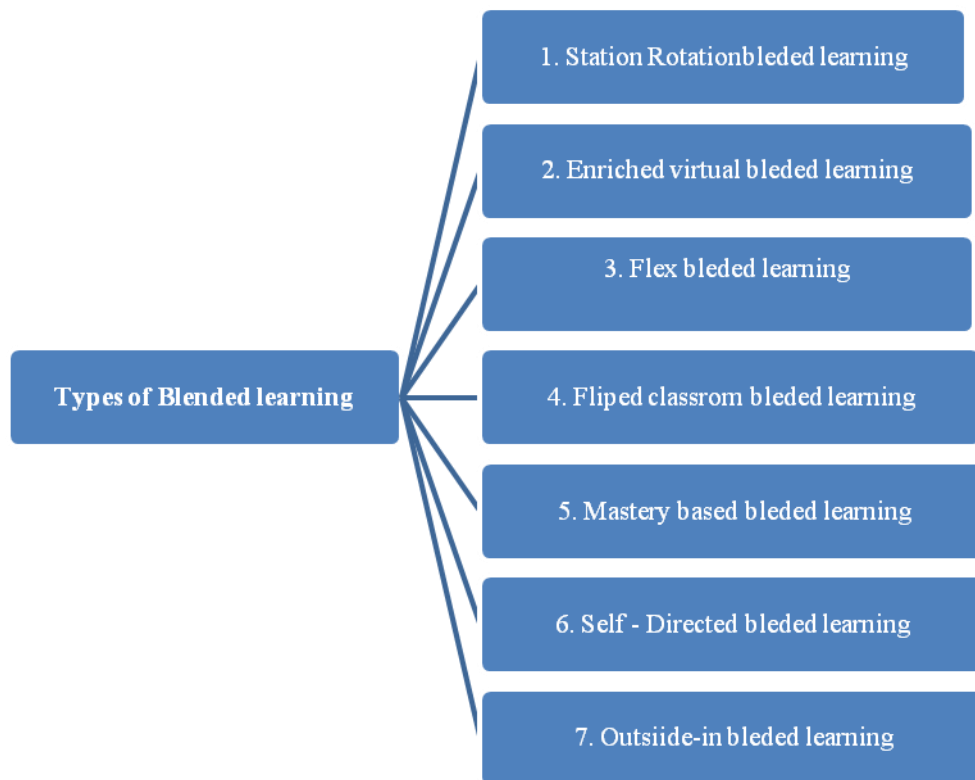 1. Station Rotationbleded learning
2. Enriched virtual bleded learning
3. Flex bleded learning
Types of Blended learning
4. Fliped classrom bleded learning
5. Mastery based bleded learning
6. Self - Directed bleded learning
7. Outsiide-in bleded learning